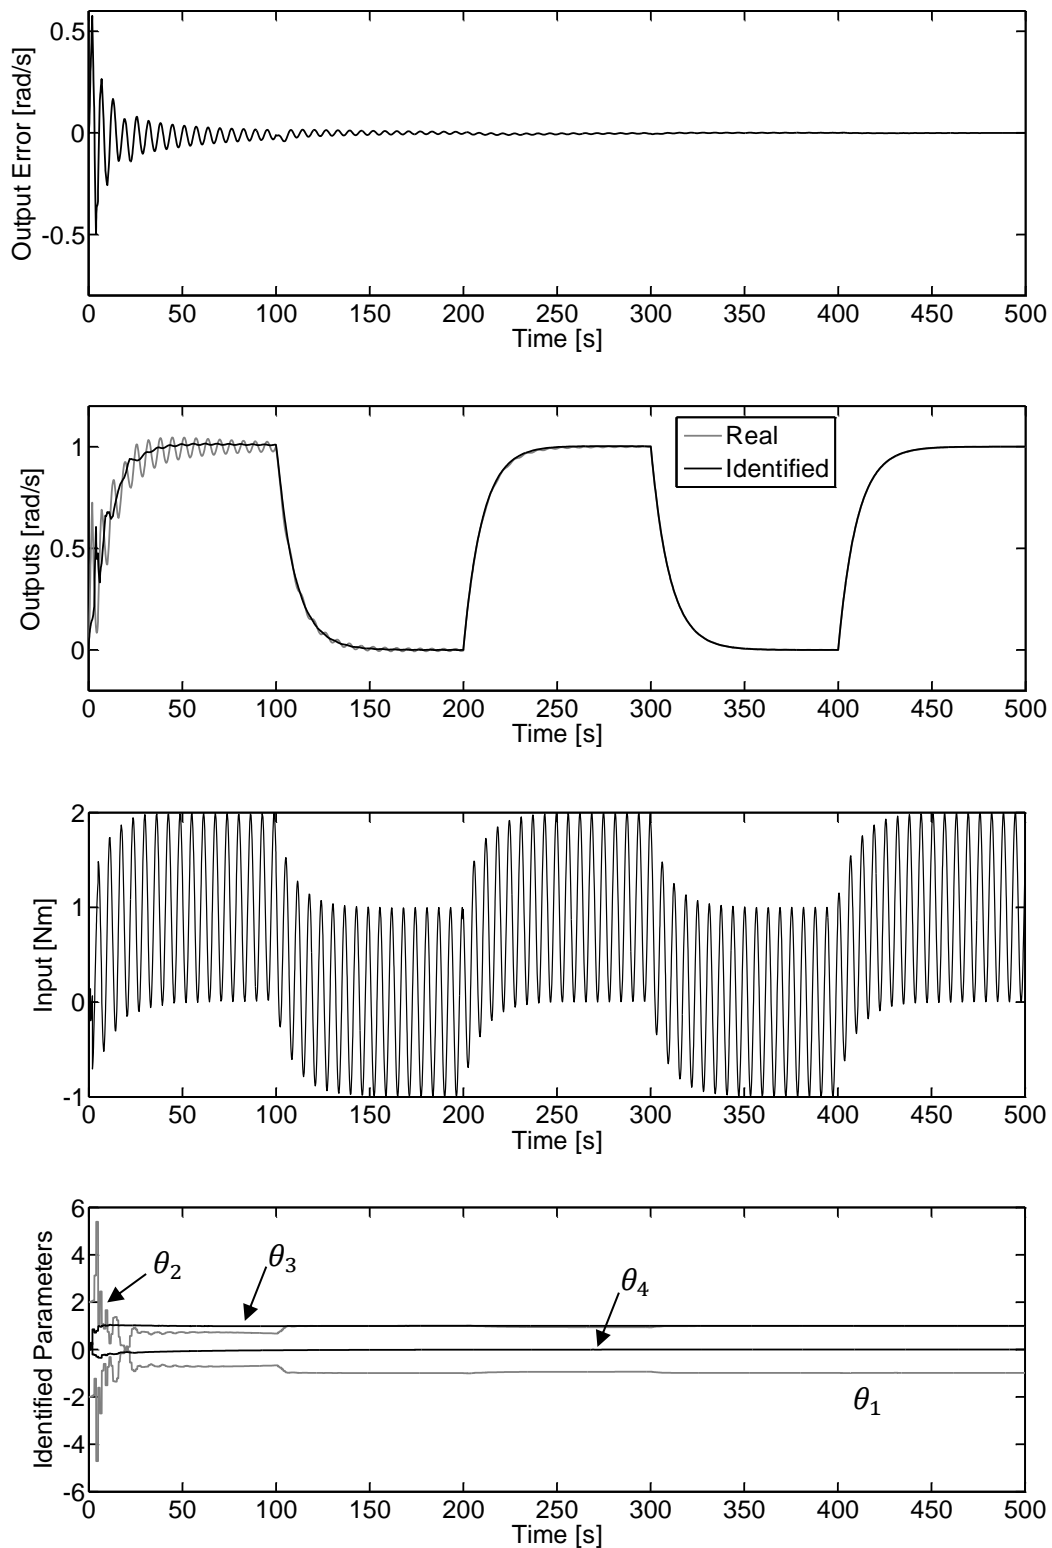 Output Error [rad/s]
0.5
0
-0.5
0 50 100 150 200 250 300 350 400 450 500
Time [s]
Outputs [rad/s]
1
0.5
0
Real
Identified
0 50 100 150 200 250 300 350 400 450 500
Time [s]
Input [Nm]
2
1
0
-1
0 50 100 150 200 250 300 350 400 450 500
Time [s]
Identified Parameters
6
4
2
0
-2
-4
-6
θ₂
θ₃
θ₄
θ₁
0 50 100 150 200 250 300 350 400 450 500
Time [s]